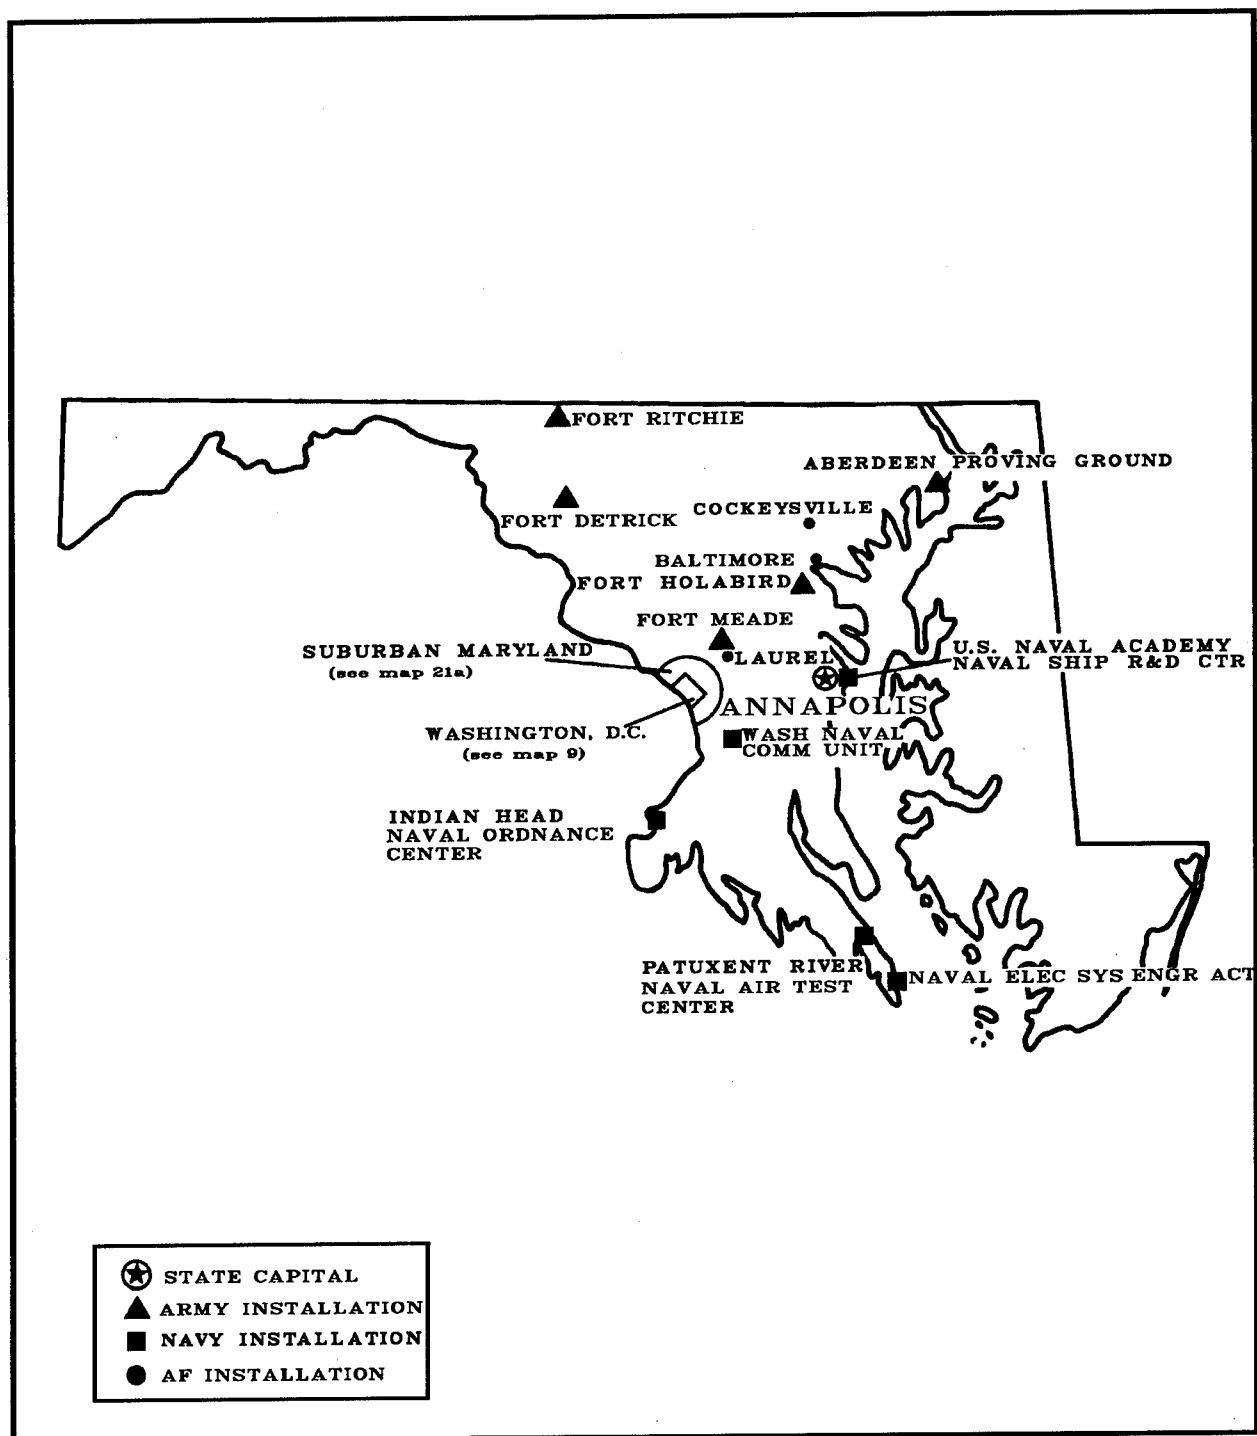 FORT RITCHIE
ABERDEEN PROVING GROUND
COCKEYSVILLE
FORT DETRICK
BALTIMORE
FORT HOLABIRD
FORT MEADE
SUBURBAN MARYLAND
(see map 21a)
LAUREL
U.S. NAVAL ACADEMY
NAVAL SHIP R&D CTR
ANNAPOLIS
WASHINGTON, D.C.
(see map 9)
WASH NAVAL
COMM UNIT
INDIAN HEAD
NAVAL ORDNANCE
CENTER
PATUXENT RIVER
NAVAL AIR TEST
CENTER
NAVAL ELEC SYS ENGR ACT
STATE CAPITAL
ARMY INSTALLATION
NAVY INSTALLATION
AF INSTALLATION